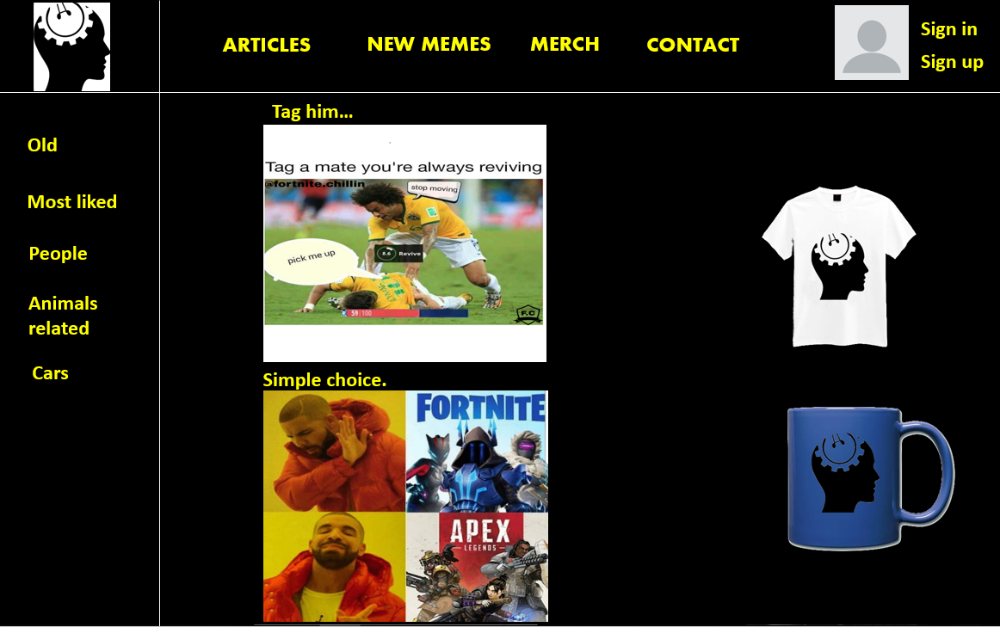 ARTICLES
NEW MEMES
MERCH
CONTACT
Sign in
Sign up
Old
Most liked
People
Animals
related
Cars
Tag him...
Tag a mate you're always reviving
@fortnite.chillin
stop moving
pick me up
8.6 Revive
59|100
F.C
Simple choice.
FORTNITE
APEX
LEGENDS